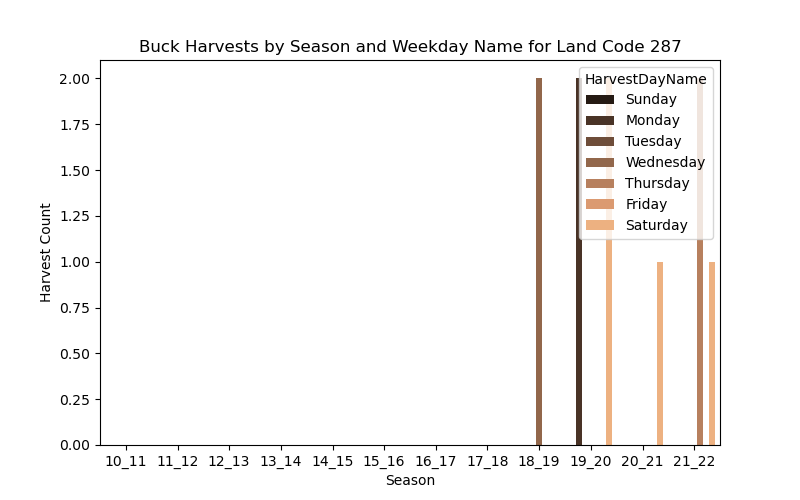 Buck Harvests by Season and Weekday Name for Land Code 287
2.00
1.75
1.50
1.25
1.00
0.75
0.50
0.25
0.00
Harvest Count
HarvestDayName
Sunday
Monday
Tuesday
Wednesday
Thursday
Friday
Saturday
10_11 11_12 12_13 13_14 14_15 15_16 16_17 17_18 18_19 19_20 20_21 21_22
Season